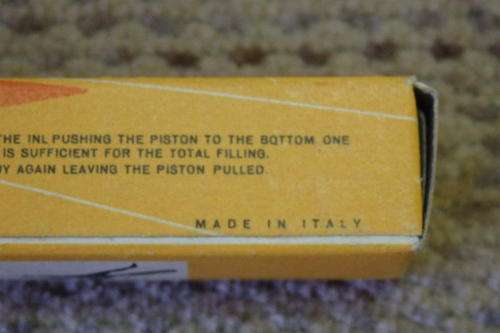 THE INL PUSHING THE PISTON TO THE BOTTOM ONE
IS SUFFICIENT FOR THE TOTAL FILLING.
AGAIN LEAVING THE PISTON PULLED.
MADE IN ITALY